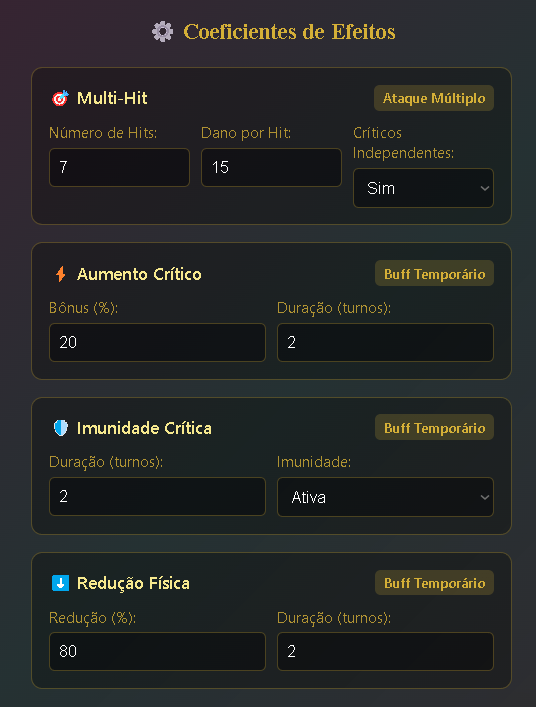 Coeficientes de Efeitos
Multi-Hit
Ataque Múltiplo
Número de Hits:
Dano por Hit:
Críticos
Independentes:
7
15
Sim
Aumento Crítico
Buff Temporário
Bônus (%):
Duração (turnos):
20
2
Imunidade Crítica
Buff Temporário
Duração (turnos):
Imunidade:
2
Ativa
Redução Física
Buff Temporário
Redução (%):
Duração (turnos):
80
2